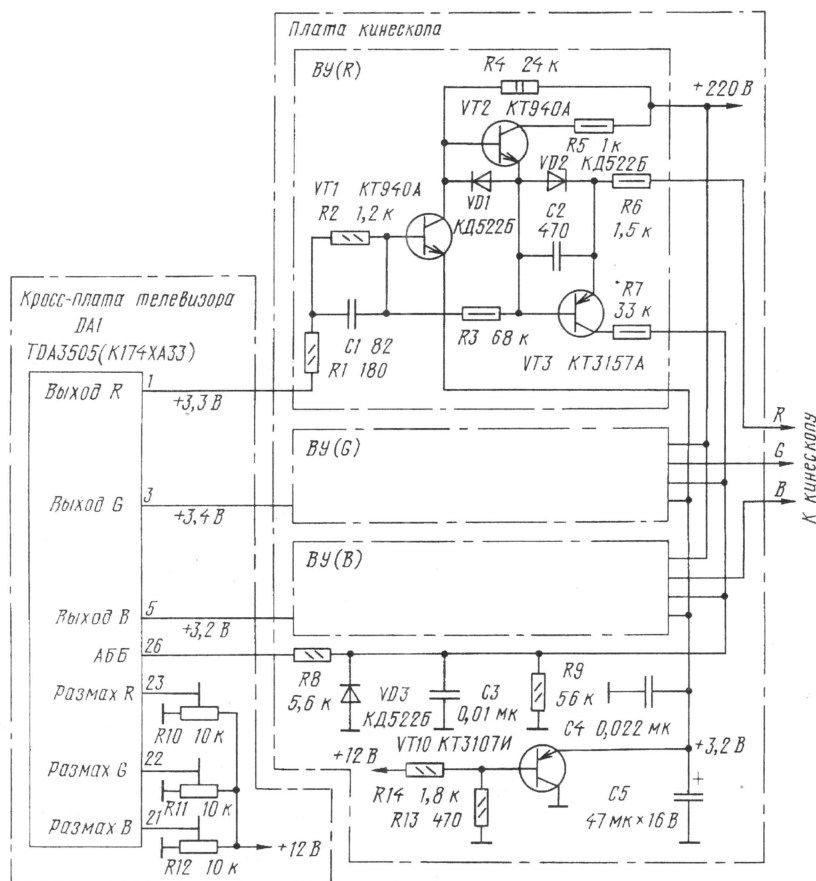 Плата кинескопа
ВУ(R)
R4 24 к
+220 В
VT2 КТ940А
R5 1к
VD2 КД522Б
VT1 КТ940А
R2 1,2 к
VD1
КД522Б
C2
470
R6
1,5 к
R7
33 к
C1 82
R3 68 к
R1 180
VT3 КТ3157А
Кросс-плата телевизора
DA1
TDA3505(К174ХА33)
Выход R
1
+3,3 В
ВУ(G)
R
G
B
К кинескопу
Выход G
3
+3,4 В
ВУ(B)
Выход B
5
+3,2 В
АББ
26
R8
5,6 к
VD3
КД522Б
C3
0,01 мк
R9
56 к
C4 0,022 мк
Размах R
23
R10 10 к
VT10 КТ3107И
+12 В
+3,2 В
Размах G
22
R11 10 к
R14 1,8 к
R13 470
C5
+
47 мк×16 В
Размах B
21
R12 10 к
+12 В